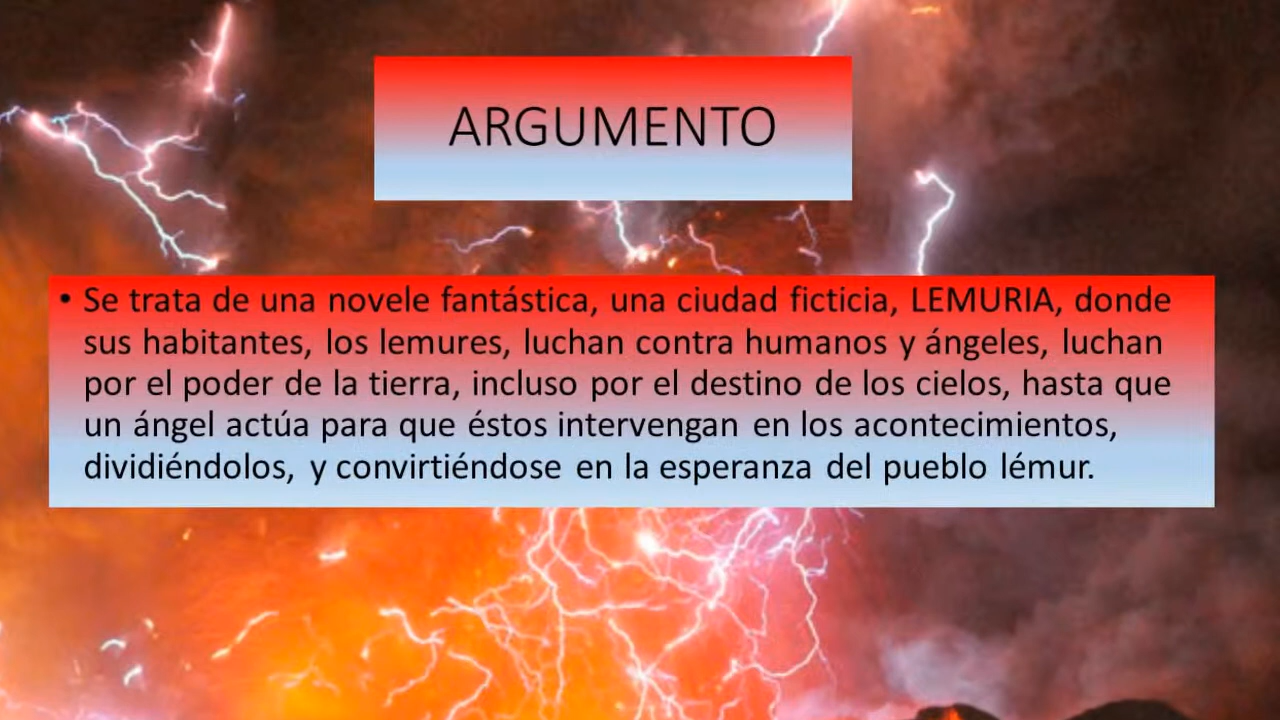 ARGUMENTO
• Se trata de una novele fantástica, una ciudad ficticia, LEMURIA, donde
sus habitantes, los lemures, luchan contra humanos y ángeles, luchan
por el poder de la tierra, incluso por el destino de los cielos, hasta que
un ángel actúa para que éstos intervengan en los acontecimientos,
dividiéndolos, y convirtiéndose en la esperanza del pueblo lémur.